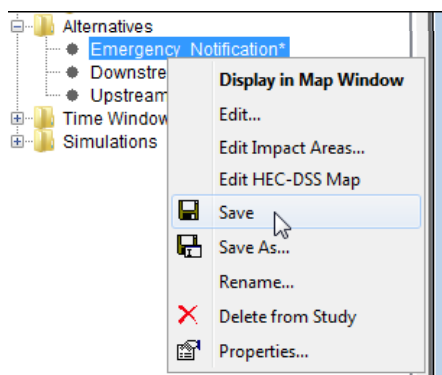 Alternatives
Emergency_Notification*
Downstre
Upstream
Time Window
Simulations
Display in Map Window
Edit...
Edit Impact Areas...
Edit HEC-DSS Map
Save
Save As...
Rename...
Delete from Study
Properties...